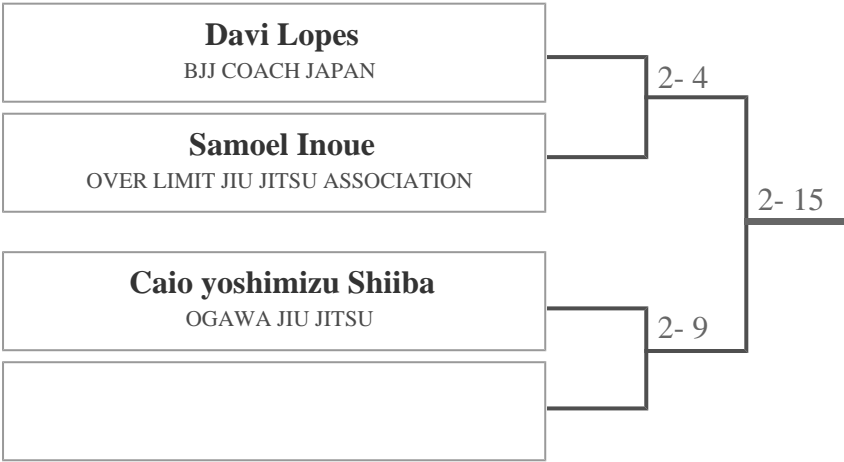 Davi Lopes
BJJ COACH JAPAN
2- 4
Samoel Inoue
OVER LIMIT JIU JITSU ASSOCIATION
2- 15
Caio yoshimizu Shiiba
OGAWA JIU JITSU
2- 9